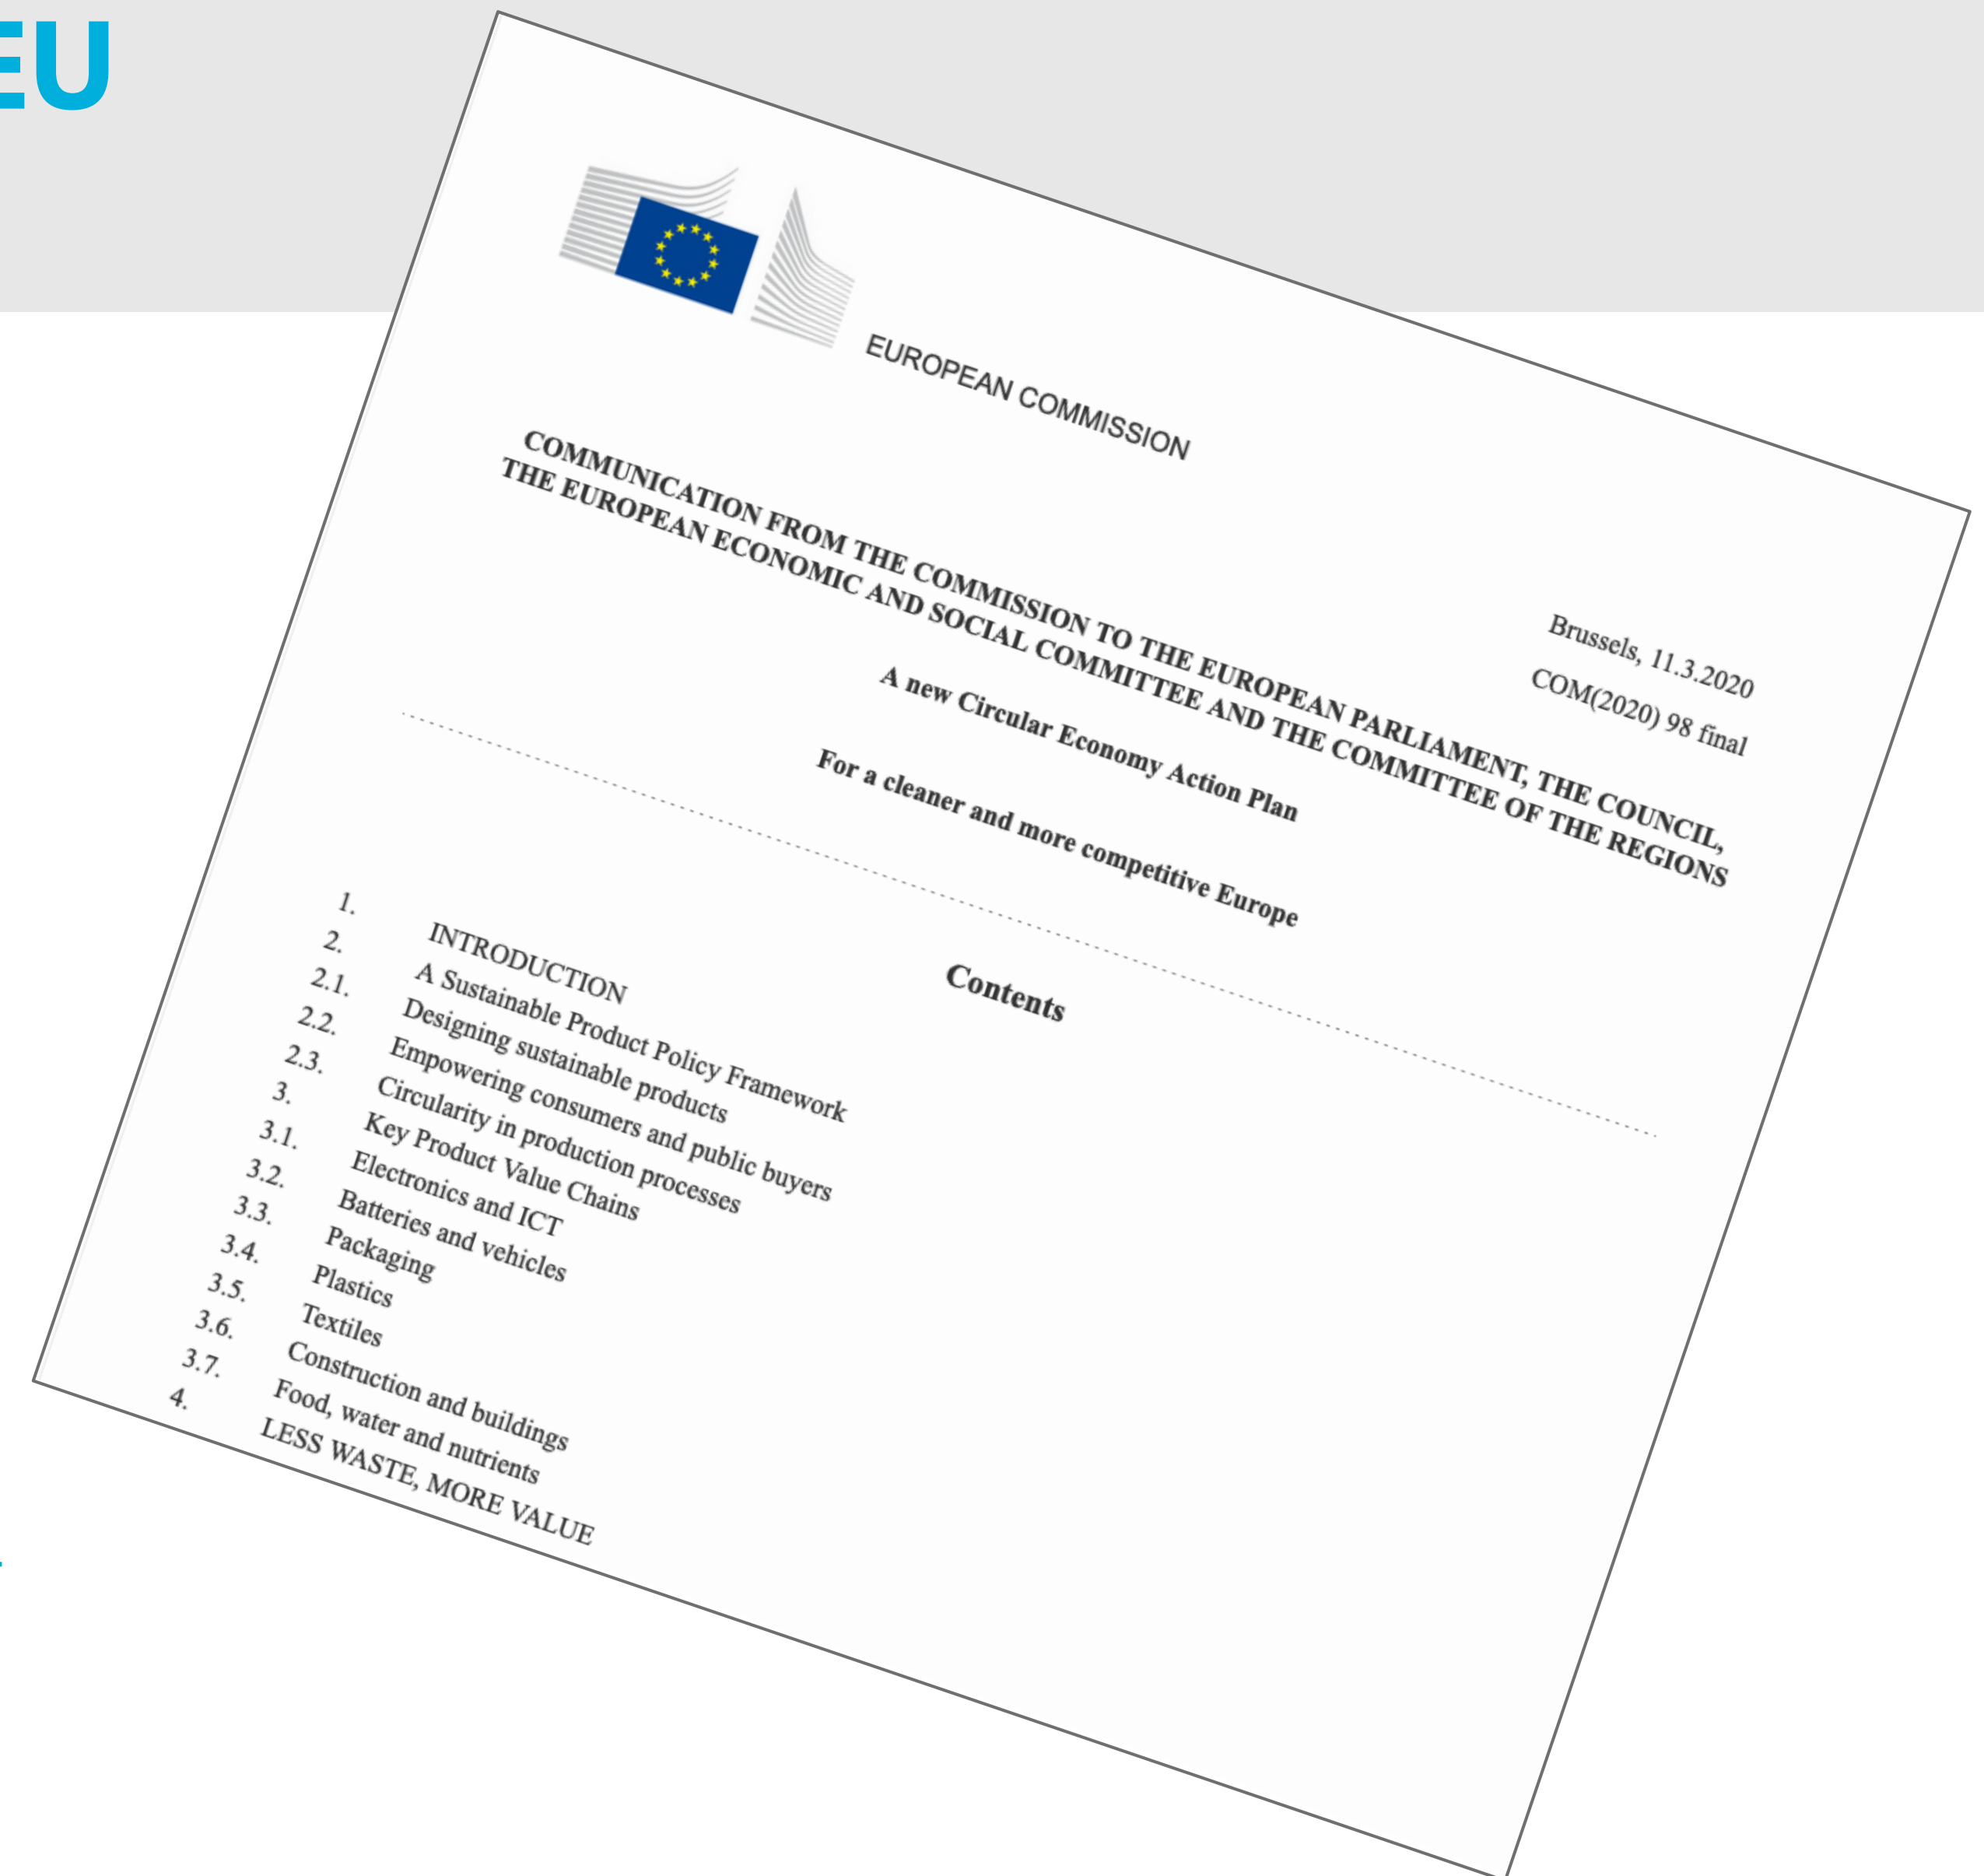 EU
EUROPEAN COMMISSION
Brussels, 11.3.2020
COM(2020) 98 final
COMMUNICATION FROM THE COMMISSION TO THE EUROPEAN PARLIAMENT, THE COUNCIL,
THE EUROPEAN ECONOMIC AND SOCIAL COMMITTEE AND THE COMMITTEE OF THE REGIONS
A new Circular Economy Action Plan
For a cleaner and more competitive Europe
Contents
1. INTRODUCTION
2. A Sustainable Product Policy Framework
2.1. Designing sustainable products
2.2. Empowering consumers and public buyers
2.3. Circularity in production processes
3. Key Product Value Chains
3.1. Electronics and ICT
3.2. Batteries and vehicles
3.3. Packaging
3.4. Plastics
3.5. Textiles
3.6. Construction and buildings
3.7. Food, water and nutrients
4. LESS WASTE, MORE VALUE